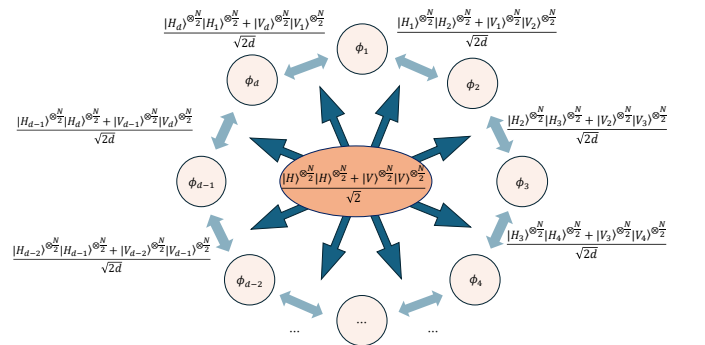 |H_d⟩^{⊗N/2}|H_1⟩^{⊗N/2} + |V_d⟩^{⊗N/2}|V_1⟩^{⊗N/2}
√2d
|H_1⟩^{⊗N/2}|H_2⟩^{⊗N/2} + |V_1⟩^{⊗N/2}|V_2⟩^{⊗N/2}
√2d
ϕ_1
ϕ_d
ϕ_2
|H_{d−1}⟩^{⊗N/2}|H_d⟩^{⊗N/2} + |V_{d−1}⟩^{⊗N/2}|V_d⟩^{⊗N/2}
√2d
|H_2⟩^{⊗N/2}|H_3⟩^{⊗N/2} + |V_2⟩^{⊗N/2}|V_3⟩^{⊗N/2}
√2d
ϕ_{d−1}
|H⟩^{⊗N/2}|H⟩^{⊗N/2} + |V⟩^{⊗N/2}|V⟩^{⊗N/2}
√2
ϕ_3
|H_{d−2}⟩^{⊗N/2}|H_{d−1}⟩^{⊗N/2} + |V_{d−2}⟩^{⊗N/2}|V_{d−1}⟩^{⊗N/2}
√2d
|H_3⟩^{⊗N/2}|H_4⟩^{⊗N/2} + |V_3⟩^{⊗N/2}|V_4⟩^{⊗N/2}
√2d
ϕ_{d−2}
ϕ_4
...
...
...